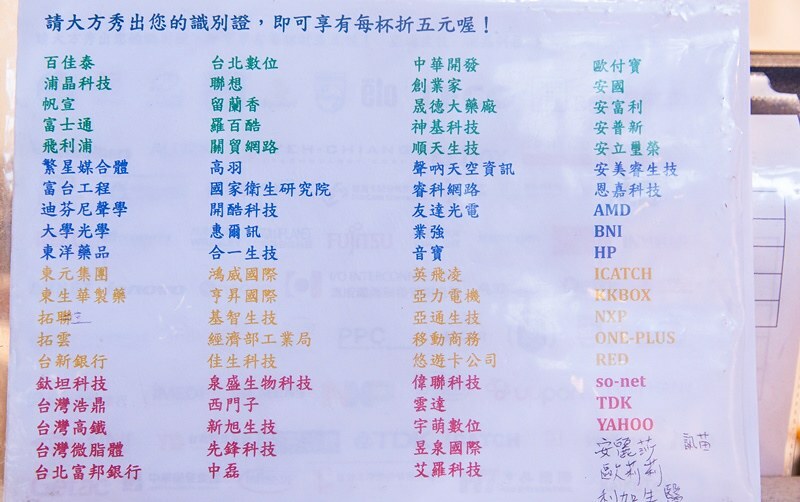 請大方秀出您的識別證，即可享有每杯折五元喔！
百佳泰 台北數位 中華開發 歐付寶
浦晶科技 聯想 創業家 安國
帆宣 留蘭香 晟德大藥廠 安富利
富士通 羅百酷 神基科技 安普新
飛利浦 關貿網路 順天生技 安立璽榮
繁星媒合體 高羽 聲吶天空資訊 安美睿生技
富台工程 國家衛生研究院 睿科網路 恩嘉科技
迪芬尼聲學 開酷科技 友達光電 AMD
大學光學 惠爾訊 業強 BNI
東洋藥品 合一生技 音寶 HP
東元集團 鴻威國際 英飛凌 ICATCH
東生華製藥 亨昇國際 亞力電機 KKBOX
拓聯 基智生技 亞通生技 NXP
拓雲 經濟部工業局 移動商務 ONE-PLUS
台新銀行 佳生科技 悠遊卡公司 RED
鈦坦科技 泉盛生物科技 偉聯科技 so-net
台灣浩鼎 西門子 雲達 TDK
台灣高鐵 新旭生技 宇萌數位 YAHOO
台灣微脂體 先鋒科技 昱泉國際 安麗莎
台北富邦銀行 中磊 艾羅科技 歐莉莉